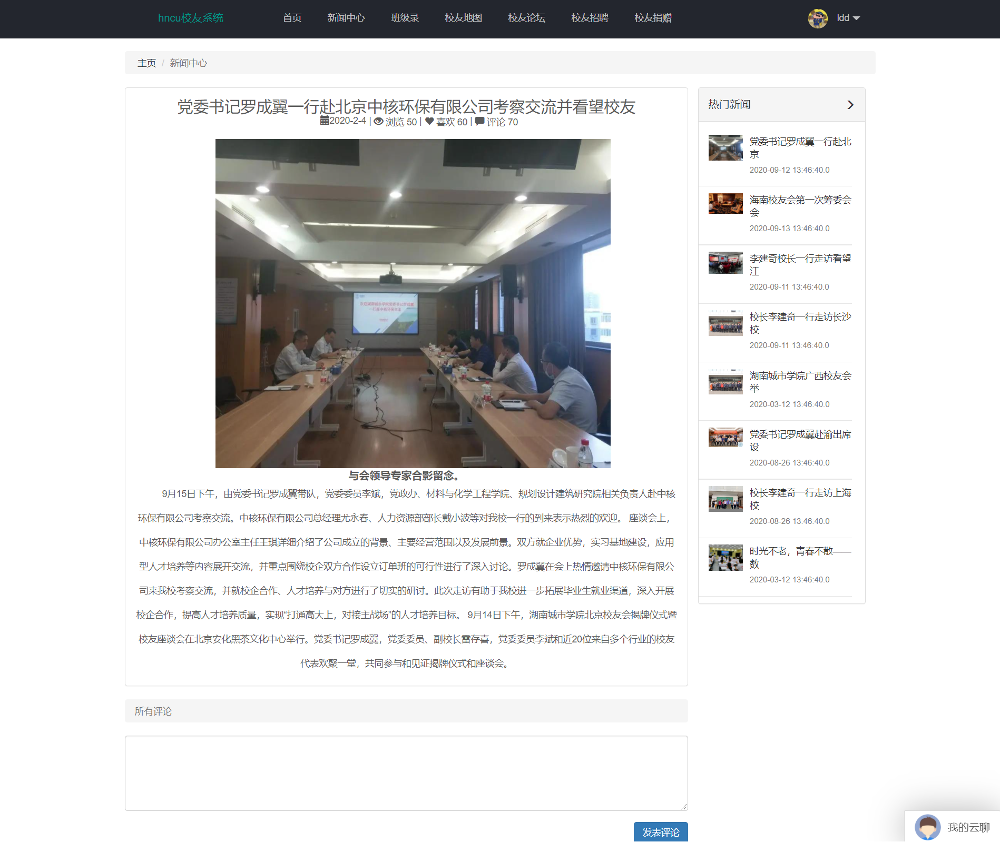 hncu校友系统
首页
新闻中心
班级录
校友地图
校友论坛
校友招聘
校友捐赠
ldd
主页 / 新闻中心
党委书记罗成翼一行赴北京中核环保有限公司考察交流并看望校友
2020-2-4 | 浏览 50 | 喜欢 60 | 评论 70
与会领导专家合影留念。
9月15日下午，由党委书记罗成翼带队，党委委员李斌，党政办、材料与化学工程学院、规划设计建筑研究院相关负责人赴中核
环保有限公司考察交流。中核环保有限公司总经理尤永春、人力资源部部长戴小波等对我校一行的到来表示热烈的欢迎。 座谈会上，
中核环保有限公司办公室主任王琪详细介绍了公司成立的背景、主要经营范围以及发展前景。双方就企业优势，实习基地建设，应用
型人才培养等内容展开交流，并重点围绕校企双方合作设立订单班的可行性进行了深入讨论。罗成翼在会上热情邀请中核环保有限公
司来我校考察交流，并就校企合作、人才培养与对方进行了切实的研讨。此次走访有助于我校进一步拓展毕业生就业渠道，深入开展
校企合作，提高人才培养质量，实现“打通高大上，对接主战场”的人才培养目标。 9月14日下午，湖南城市学院北京校友会揭牌仪式暨
校友座谈会在北京安化黑茶文化中心举行。党委书记罗成翼，党委委员、副校长雷存喜，党委委员李斌和近20位来自多个行业的校友
代表欢聚一堂，共同参与和见证揭牌仪式和座谈会。
所有评论
发表评论
热门新闻
党委书记罗成翼一行赴北
京
2020-09-12 13:46:40.0
海南校友会第一次筹委会
会
2020-09-13 13:46:40.0
李建奇校长一行走访看望
江
2020-09-11 13:46:40.0
校长李建奇一行走访长沙
校
2020-09-11 13:46:40.0
湖南城市学院广西校友会
举
2020-03-12 13:46:40.0
党委书记罗成翼赴渝出席
设
2020-08-26 13:46:40.0
校长李建奇一行走访上海
校
2020-08-26 13:46:40.0
时光不老，青春不散——
数
2020-03-12 13:46:40.0
我的云聊